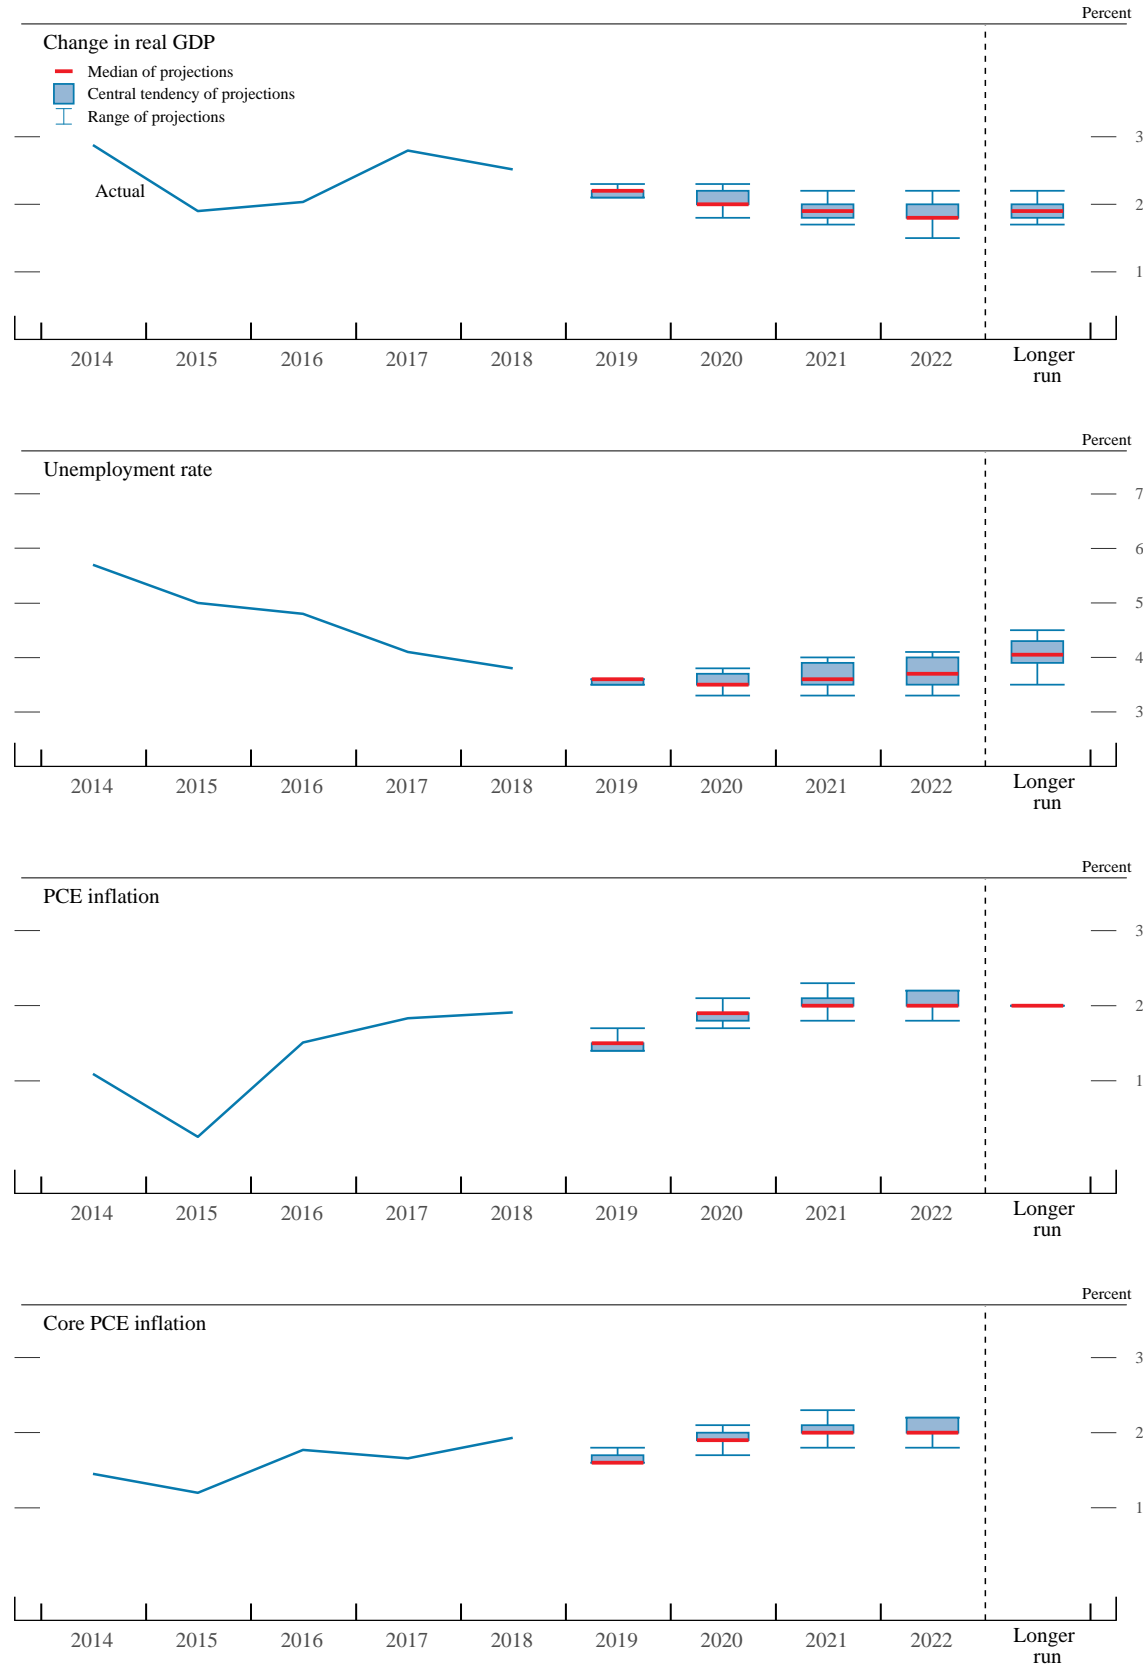 Percent
Change in real GDP
Median of projections
Central tendency of projections
Range of projections
Actual
3
2
1
2014 2015 2016 2017 2018 2019 2020 2021 2022 Longer run
Percent
Unemployment rate
7
6
5
4
3
2014 2015 2016 2017 2018 2019 2020 2021 2022 Longer run
Percent
PCE inflation
3
2
1
2014 2015 2016 2017 2018 2019 2020 2021 2022 Longer run
Percent
Core PCE inflation
3
2
1
2014 2015 2016 2017 2018 2019 2020 2021 2022 Longer run